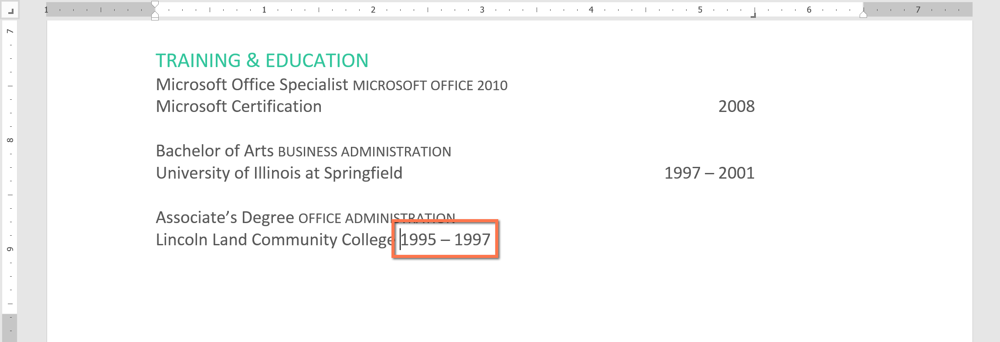 1 1 2 3 4 5 6 7
7
8
9
TRAINING & EDUCATION
Microsoft Office Specialist MICROSOFT OFFICE 2010
Microsoft Certification 2008
Bachelor of Arts BUSINESS ADMINISTRATION
University of Illinois at Springfield 1997 – 2001
Associate’s Degree OFFICE ADMINISTRATION
Lincoln Land Community College 1995 – 1997